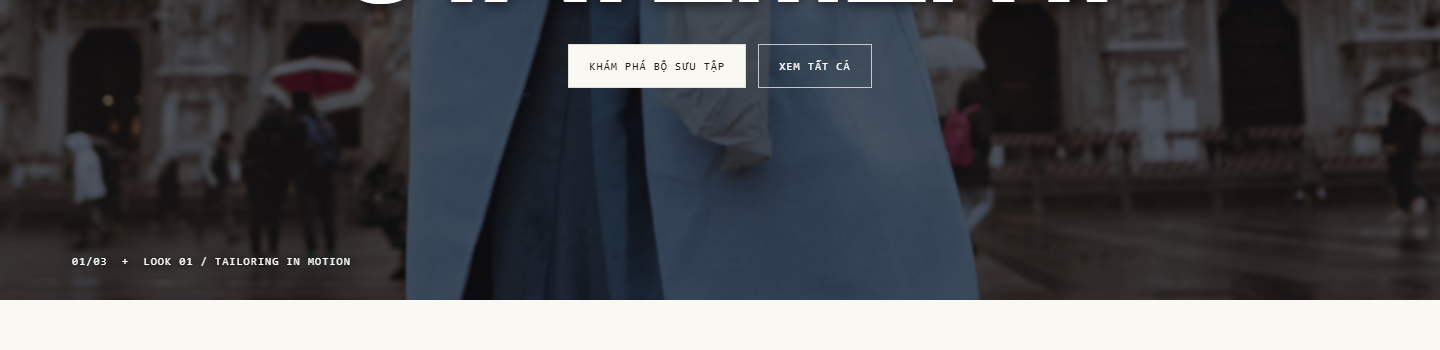 KHÁM PHÁ BỘ SƯU TẬP
XEM TẤT CẢ
01/03 + LOOK 01 / TAILORING IN MOTION